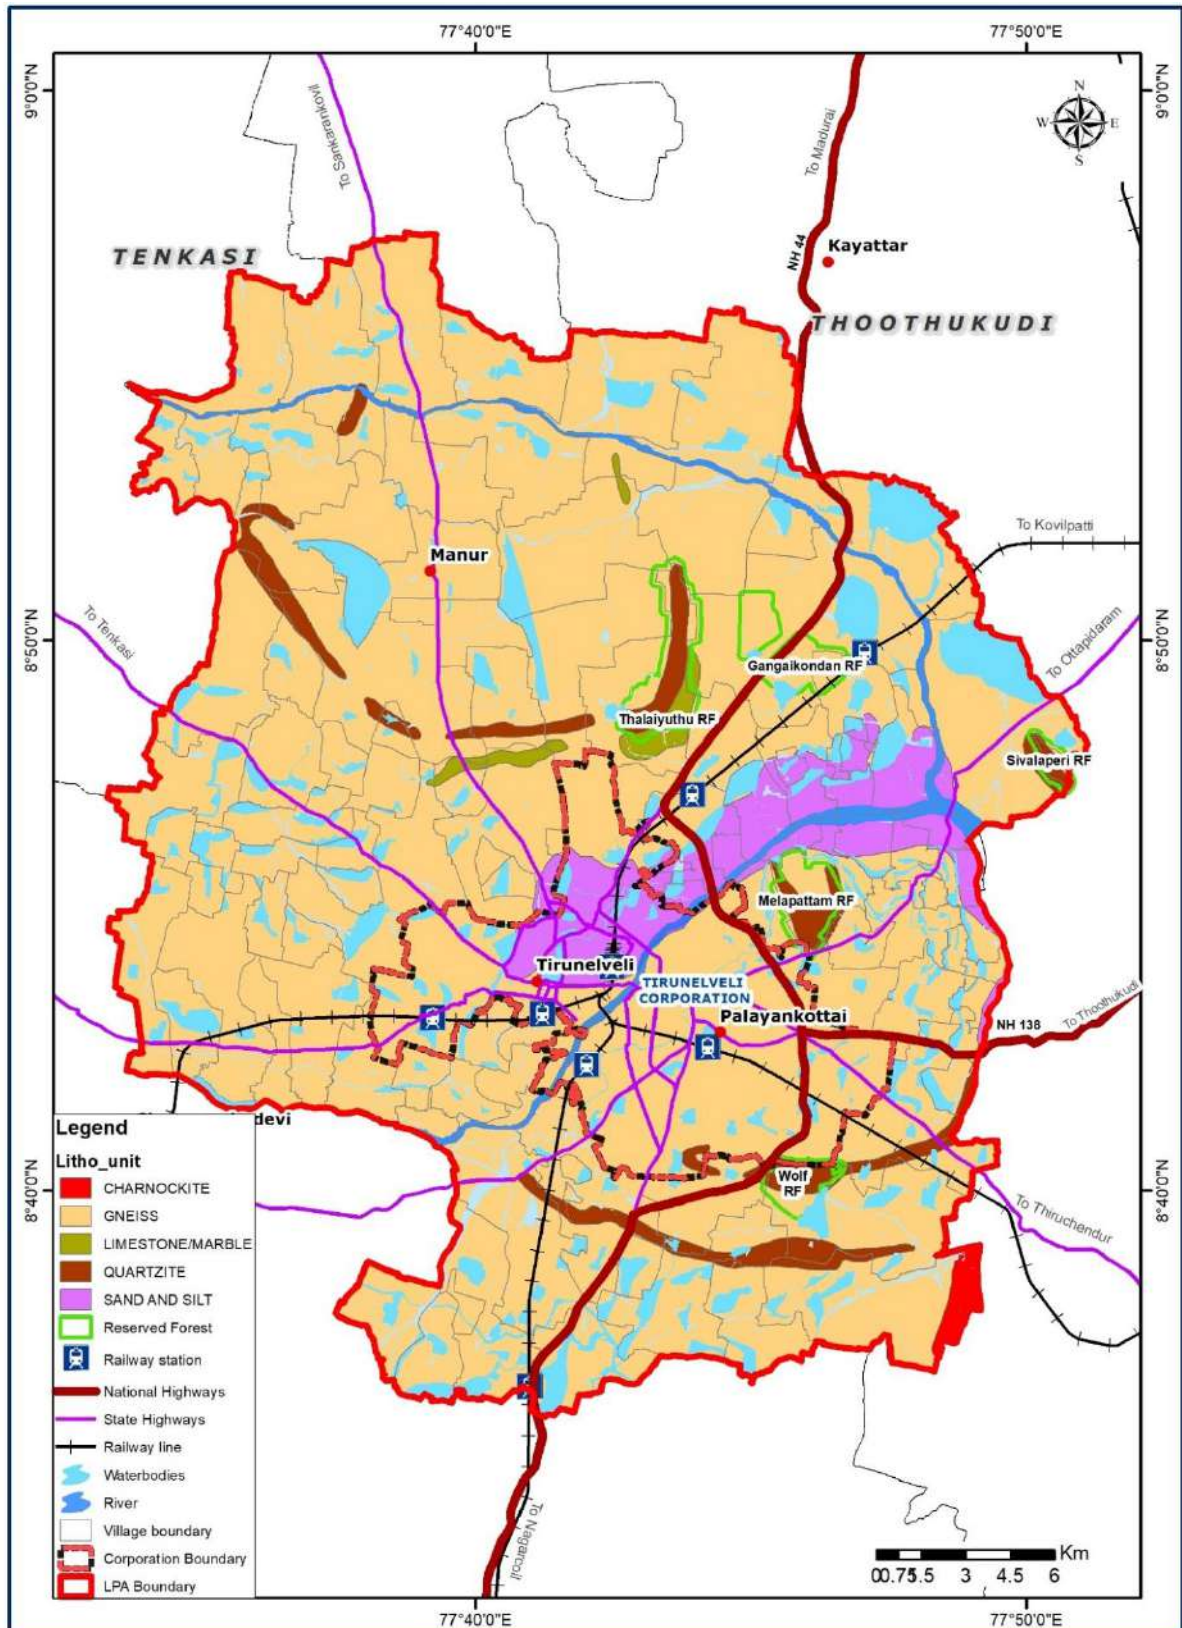 77°40'0"E
77°50'0"E
9°0'0"N
9°0'0"N
N
W
E
S
To Sankarankovil
To Madurai
NH 44
Kayattar
TENKASI
THOOTHUKUDI
To Kovilpatti
Manur
To Tenkasi
8°50'0"N
8°50'0"N
To Ottapidaram
Gangaikondan RF
Thalaiyuthu RF
Sivalaperi RF
Melapattam RF
Tirunelveli
TIRUNELVELI
CORPORATION
Palayankottai
NH 138
To Thoothukudi
devi
Wolf
RF
8°40'0"N
8°40'0"N
To Thiruchendur
To Nagarcoil
Legend
Litho_unit
CHARNOCKITE
GNEISS
LIMESTONE/MARBLE
QUARTZITE
SAND AND SILT
Reserved Forest
Railway station
National Highways
State Highways
Railway line
Waterbodies
River
Village boundary
Corporation Boundary
LPA Boundary
Km
00.751.5 3 4.5 6
77°40'0"E
77°50'0"E